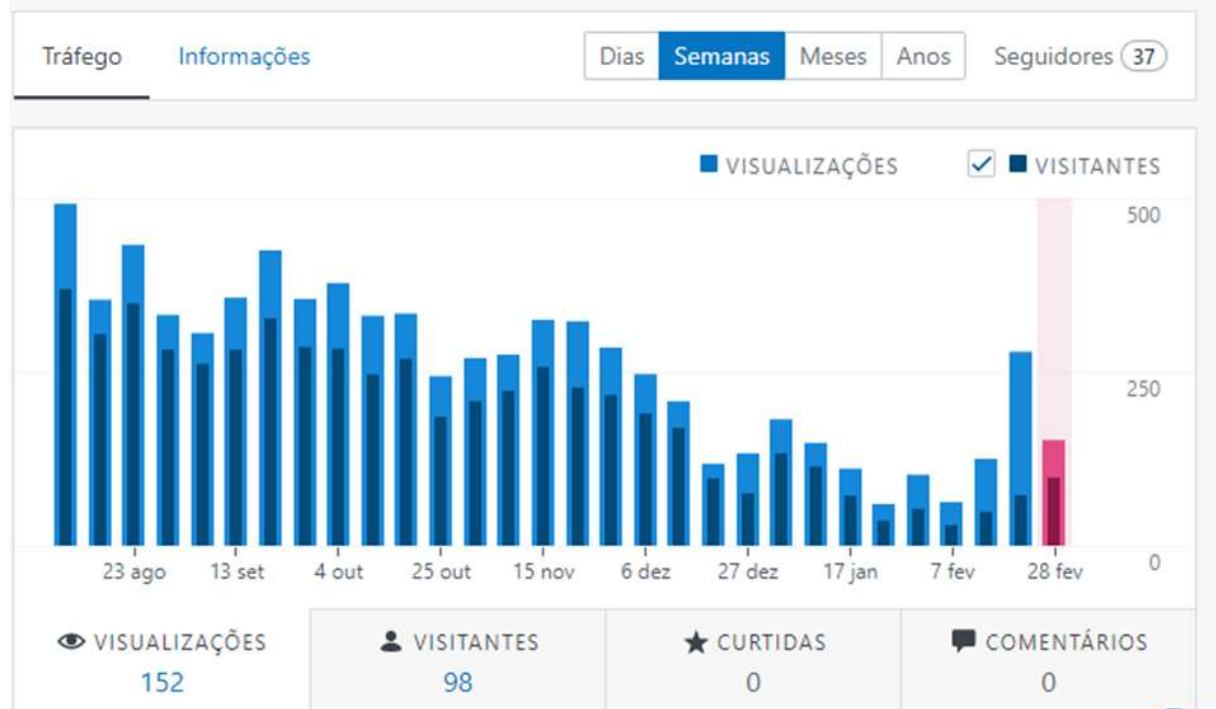 Tráfego Informações Dias Semanas Meses Anos Seguidores 37
VISUALIZAÇÕES VISITANTES
500
250
0
23 ago 13 set 4 out 25 out 15 nov 6 dez 27 dez 17 jan 7 fev 28 fev
VISUALIZAÇÕES VISITANTES CURTIDAS COMENTÁRIOS
152 98 0 0